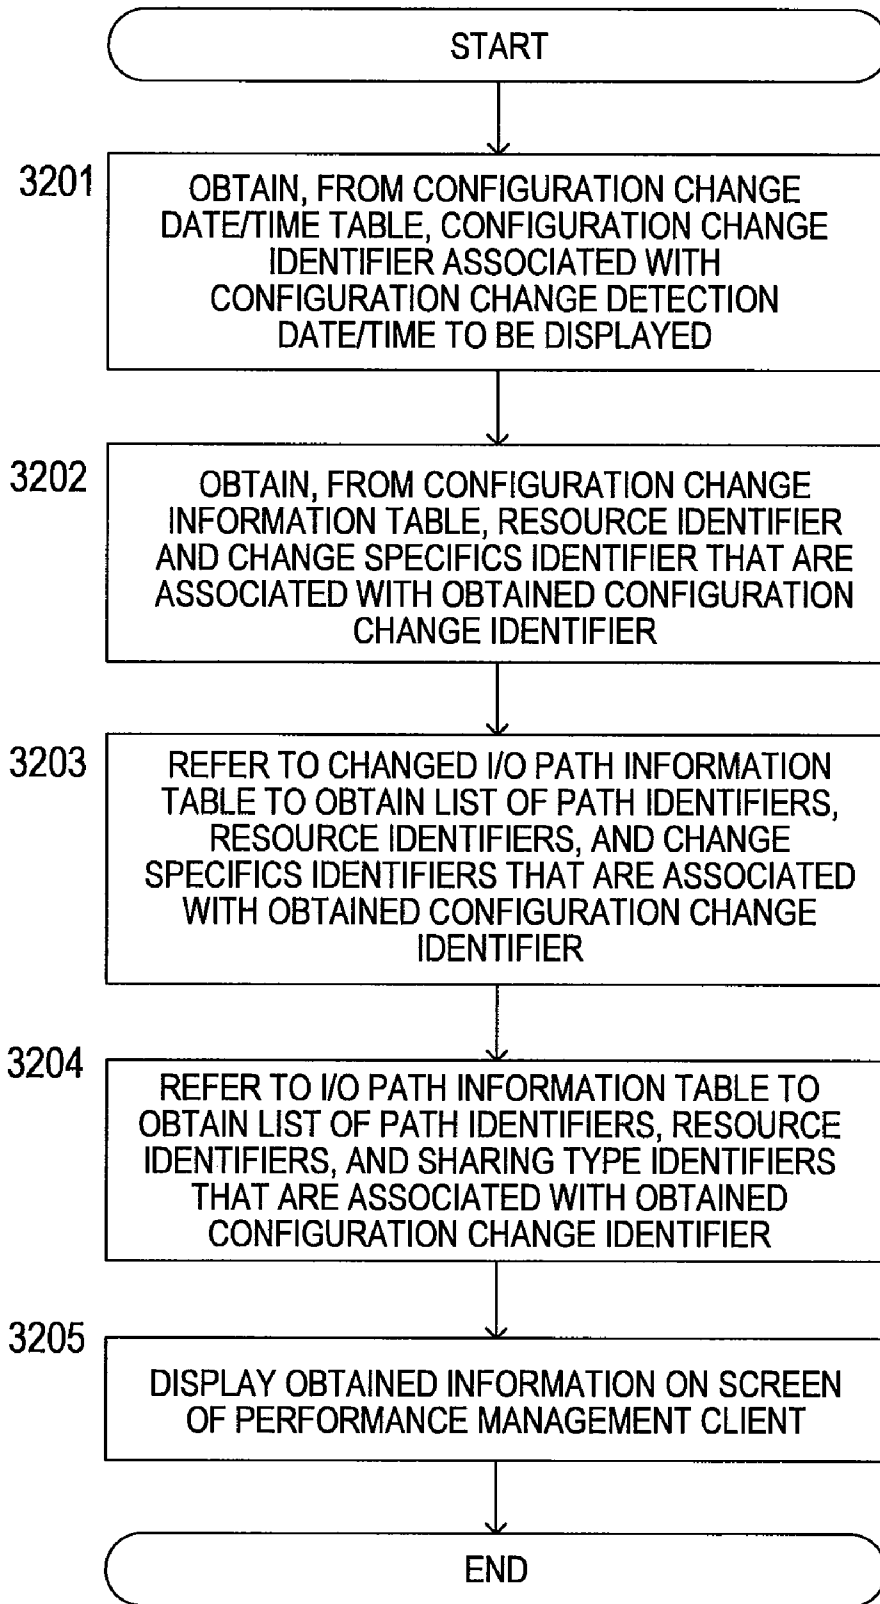 START
3201
OBTAIN, FROM CONFIGURATION CHANGE
DATE/TIME TABLE, CONFIGURATION CHANGE
IDENTIFIER ASSOCIATED WITH
CONFIGURATION CHANGE DETECTION
DATE/TIME TO BE DISPLAYED
3202
OBTAIN, FROM CONFIGURATION CHANGE
INFORMATION TABLE, RESOURCE IDENTIFIER
AND CHANGE SPECIFICS IDENTIFIER THAT ARE
ASSOCIATED WITH OBTAINED CONFIGURATION
CHANGE IDENTIFIER
3203
REFER TO CHANGED I/O PATH INFORMATION
TABLE TO OBTAIN LIST OF PATH IDENTIFIERS,
RESOURCE IDENTIFIERS, AND CHANGE
SPECIFICS IDENTIFIERS THAT ARE ASSOCIATED
WITH OBTAINED CONFIGURATION CHANGE
IDENTIFIER
3204
REFER TO I/O PATH INFORMATION TABLE TO
OBTAIN LIST OF PATH IDENTIFIERS, RESOURCE
IDENTIFIERS, AND SHARING TYPE IDENTIFIERS
THAT ARE ASSOCIATED WITH OBTAINED
CONFIGURATION CHANGE IDENTIFIER
3205
DISPLAY OBTAINED INFORMATION ON SCREEN
OF PERFORMANCE MANAGEMENT CLIENT
END